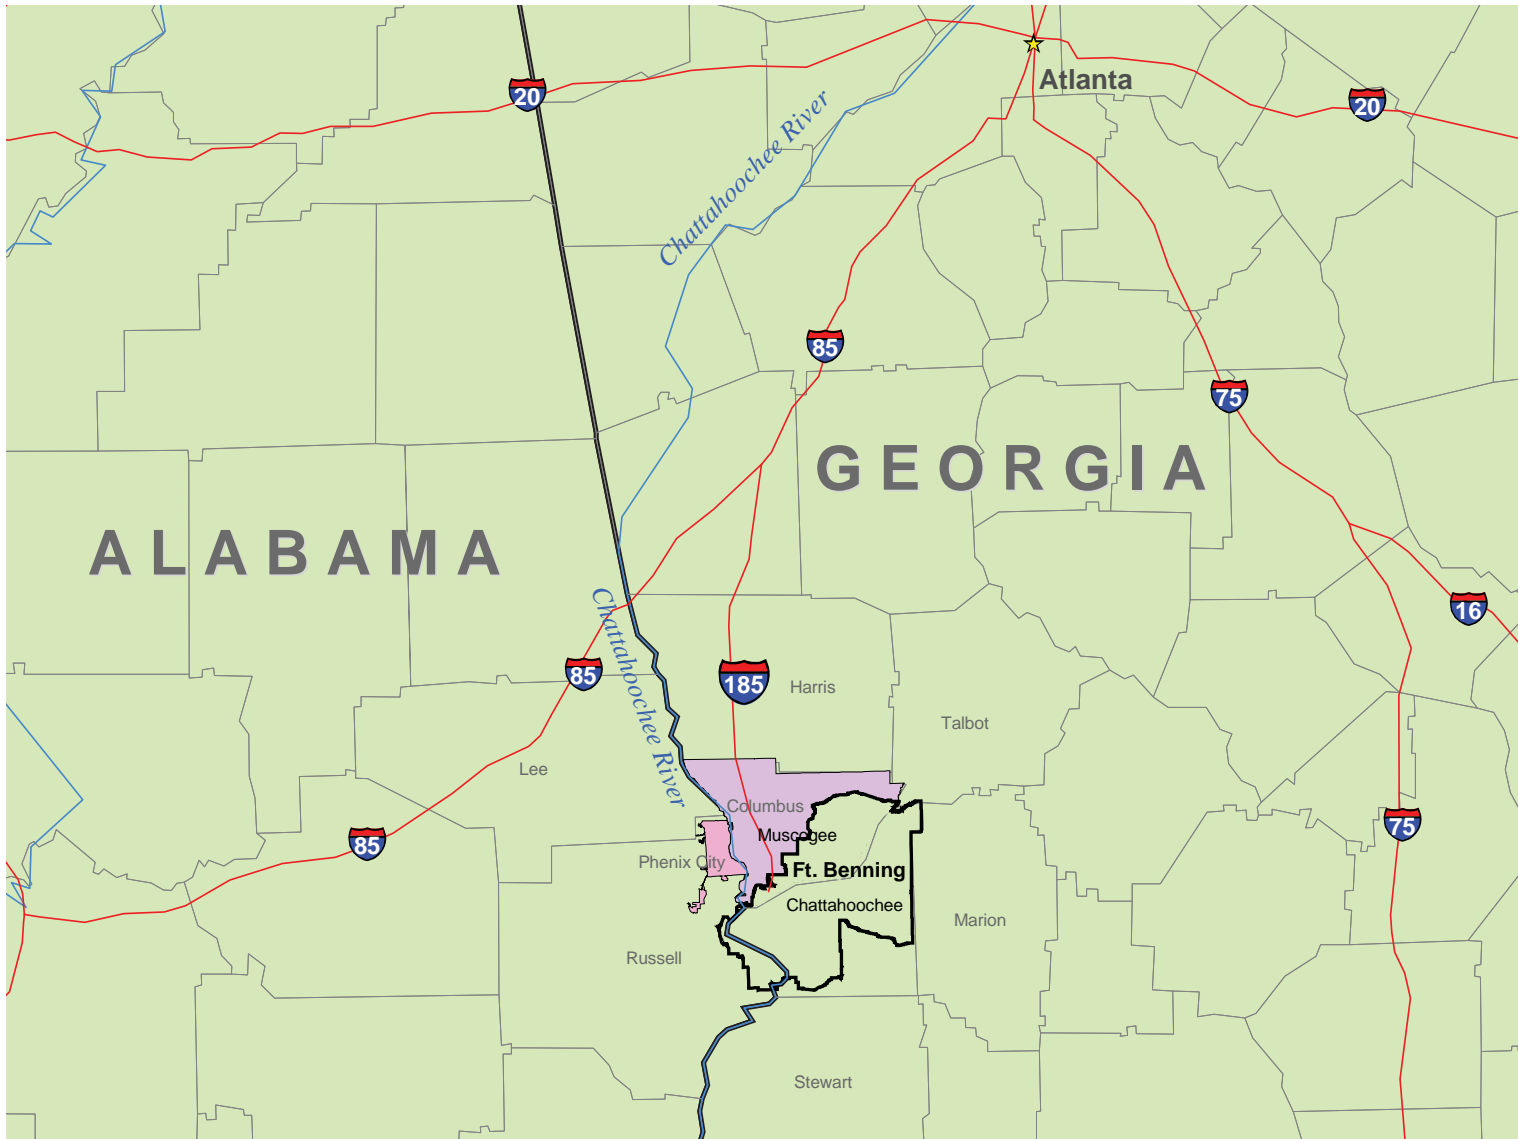 20
Atlanta
20
Chattahoochee River
85
75
GEORGIA
ALABAMA
Chattahoochee River
16
85
185
Harris
Talbot
Lee
Columbus
75
85
Muscogee
Phenix City
Ft. Benning
Chattahoochee
Marion
Russell
Stewart